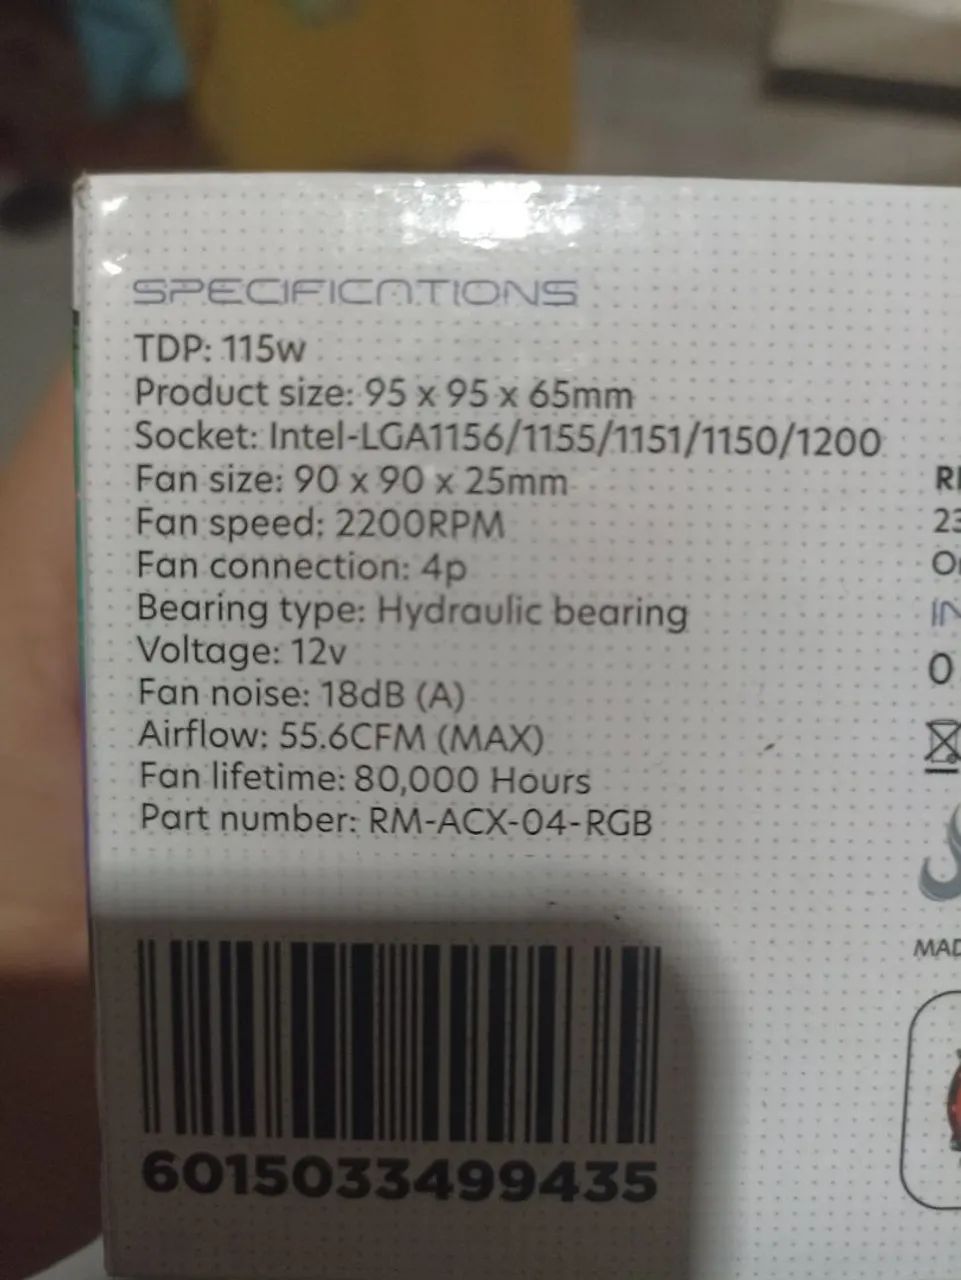 SPECIFICATIONS
TDP: 115w
Product size: 95 x 95 x 65mm
Socket: Intel-LGA1156/1155/1151/1150/1200
Fan size: 90 x 90 x 25mm
Fan speed: 2200RPM
Fan connection: 4p
Bearing type: Hydraulic bearing
Voltage: 12v
Fan noise: 18dB (A)
Airflow: 55.6CFM (MAX)
Fan lifetime: 80,000 Hours
Part number: RM-ACX-04-RGB
6015033499435